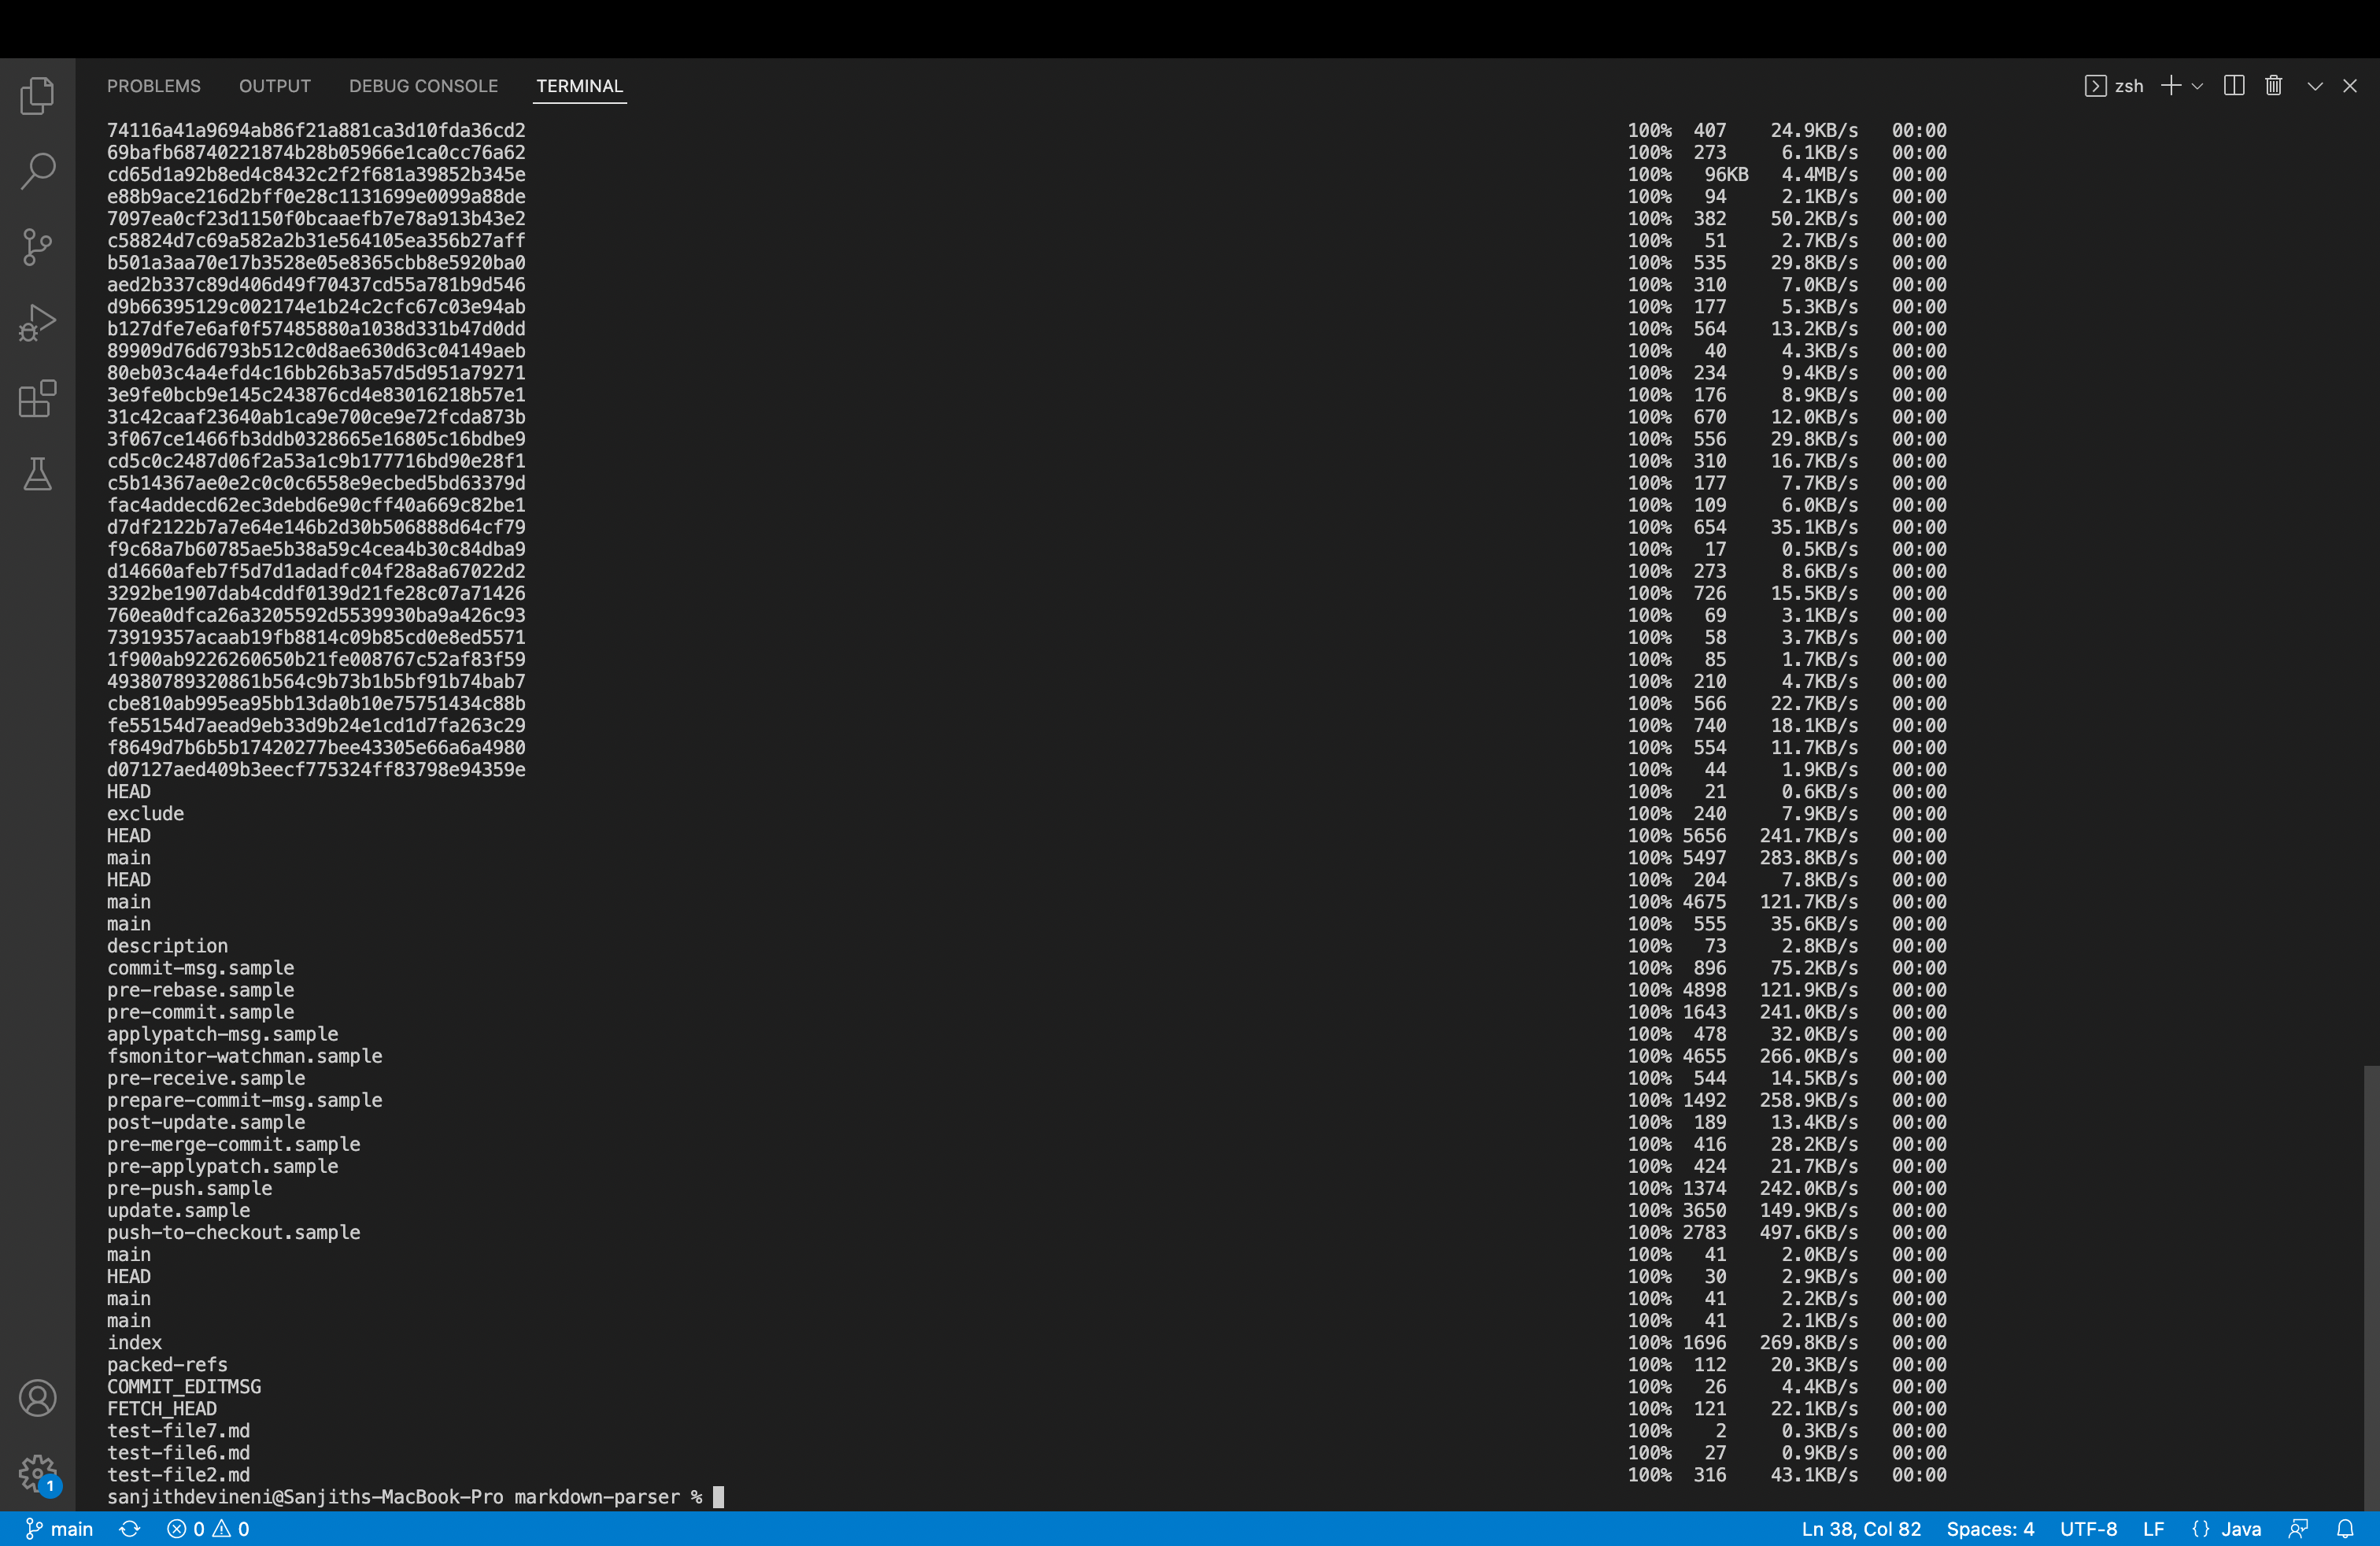 PROBLEMS OUTPUT DEBUG CONSOLE TERMINAL zsh
74116a41a9694ab86f21a881ca3d10fda36cd2 100% 407 24.9KB/s 00:00
69bafb68740221874b28b05966e1ca0cc76a62 100% 273 6.1KB/s 00:00
cd65d1a92b8ed4c8432c2f2f681a39852b345e 100% 96KB 4.4MB/s 00:00
e88b9ace216d2bff0e28c1131699e0099a88de 100% 94 2.1KB/s 00:00
7097ea0cf23d1150f0bcaaefb7e78a913b43e2 100% 382 50.2KB/s 00:00
c58824d7c69a582a2b31e564105ea356b27aff 100% 51 2.7KB/s 00:00
b501a3aa70e17b3528e05e8365cbb8e5920ba0 100% 535 29.8KB/s 00:00
aed2b337c89d406d49f70437cd55a781b9d546 100% 310 7.0KB/s 00:00
d9b66395129c002174e1b24c2cfc67c03e94ab 100% 177 5.3KB/s 00:00
b127dfe7e6af0f57485880a1038d331b47d0dd 100% 564 13.2KB/s 00:00
89909d76d6793b512c0d8ae630d63c04149aeb 100% 40 4.3KB/s 00:00
80eb03c4a4efd4c16bb26b3a57d5d951a79271 100% 234 9.4KB/s 00:00
3e9fe0bcb9e145c243876cd4e83016218b57e1 100% 176 8.9KB/s 00:00
31c42caaf23640ab1ca9e700ce9e72fcda873b 100% 670 12.0KB/s 00:00
3f067ce1466fb3ddb0328665e16805c16bdbe9 100% 556 29.8KB/s 00:00
cd5c0c2487d06f2a53a1c9b177716bd90e28f1 100% 310 16.7KB/s 00:00
c5b14367ae0e2c0c0c6558e9ecbed5bd63379d 100% 177 7.7KB/s 00:00
fac4addecd62ec3debd6e90cff40a669c82be1 100% 109 6.0KB/s 00:00
d7df2122b7a7e64e146b2d30b506888d64cf79 100% 654 35.1KB/s 00:00
f9c68a7b60785ae5b38a59c4cea4b30c84dba9 100% 17 0.5KB/s 00:00
d14660afeb7f5d7d1adadfc04f28a8a67022d2 100% 273 8.6KB/s 00:00
3292be1907dab4cddf0139d21fe28c07a71426 100% 726 15.5KB/s 00:00
760ea0dfca26a3205592d5539930ba9a426c93 100% 69 3.1KB/s 00:00
73919357acaab19fb8814c09b85cd0e8ed5571 100% 58 3.7KB/s 00:00
1f900ab9226260650b21fe008767c52af83f59 100% 85 1.7KB/s 00:00
49380789320861b564c9b73b1b5bf91b74bab7 100% 210 4.7KB/s 00:00
cbe810ab995ea95bb13da0b10e75751434c88b 100% 566 22.7KB/s 00:00
fe55154d7aead9eb33d9b24e1cd1d7fa263c29 100% 740 18.1KB/s 00:00
f8649d7b6b5b17420277bee43305e66a6a4980 100% 554 11.7KB/s 00:00
d07127aed409b3eecf775324ff83798e94359e 100% 44 1.9KB/s 00:00
HEAD 100% 21 0.6KB/s 00:00
exclude 100% 240 7.9KB/s 00:00
HEAD 100% 5656 241.7KB/s 00:00
main 100% 5497 283.8KB/s 00:00
HEAD 100% 204 7.8KB/s 00:00
main 100% 4675 121.7KB/s 00:00
main 100% 555 35.6KB/s 00:00
description 100% 73 2.8KB/s 00:00
commit-msg.sample 100% 896 75.2KB/s 00:00
pre-rebase.sample 100% 4898 121.9KB/s 00:00
pre-commit.sample 100% 1643 241.0KB/s 00:00
applypatch-msg.sample 100% 478 32.0KB/s 00:00
fsmonitor-watchman.sample 100% 4655 266.0KB/s 00:00
pre-receive.sample 100% 544 14.5KB/s 00:00
prepare-commit-msg.sample 100% 1492 258.9KB/s 00:00
post-update.sample 100% 189 13.4KB/s 00:00
pre-merge-commit.sample 100% 416 28.2KB/s 00:00
pre-applypatch.sample 100% 424 21.7KB/s 00:00
pre-push.sample 100% 1374 242.0KB/s 00:00
update.sample 100% 3650 149.9KB/s 00:00
push-to-checkout.sample 100% 2783 497.6KB/s 00:00
main 100% 41 2.0KB/s 00:00
HEAD 100% 30 2.9KB/s 00:00
main 100% 41 2.2KB/s 00:00
main 100% 41 2.1KB/s 00:00
index 100% 1696 269.8KB/s 00:00
packed-refs 100% 112 20.3KB/s 00:00
COMMIT_EDITMSG 100% 26 4.4KB/s 00:00
FETCH_HEAD 100% 121 22.1KB/s 00:00
test-file7.md 100% 2 0.3KB/s 00:00
test-file6.md 100% 27 0.9KB/s 00:00
test-file2.md 100% 316 43.1KB/s 00:00
sanjithdevineni@Sanjiths-MacBook-Pro markdown-parser %
1
main 0 0 Ln 38, Col 82 Spaces: 4 UTF-8 LF {} Java